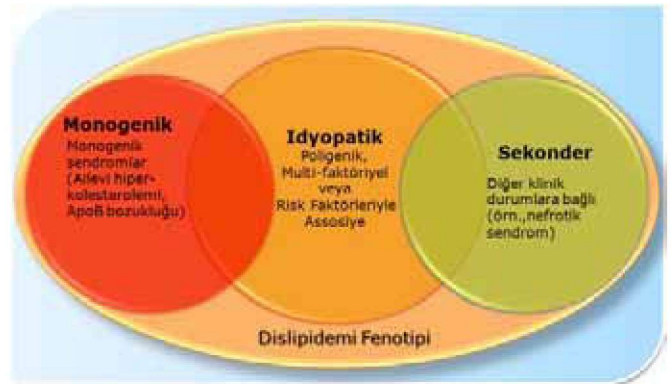 Monogenik
Monogenik
sendromlar
(Ailevi hiper-
kolestarolemi,
ApoB bozukluğu)
Idyopatik
Poligenik,
Multi-faktöriyel
veya
Risk Faktörleriyle
Assosiye
Sekonder
Diğer klinik
durumlara bağlı
(örn.,nefrotik
sendrom)
Dislipidemi Fenotipi